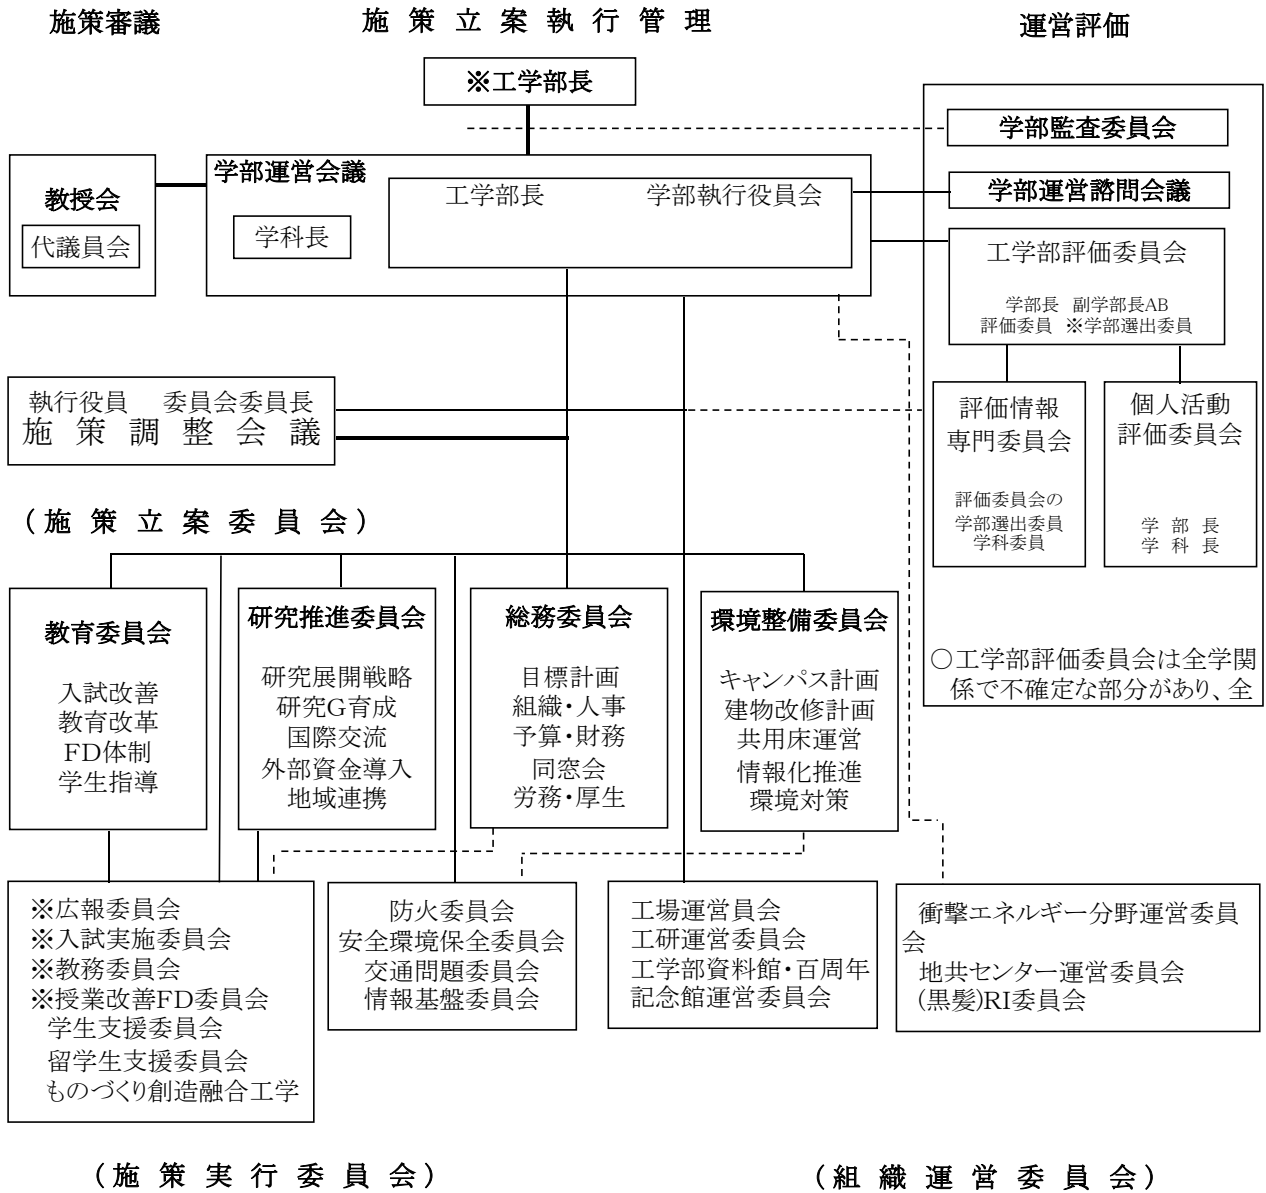 施策審議
施策立案執行管理
運営評価
※工学部長
学部監査委員会
学部運営会議
工学部長 学部執行役員会
学科長
教授会
代議員会
学部運営諮問会議
工学部評価委員会
学部長 副学部長AB
評価委員 ※学部選出委員
執行役員 委員会委員長
施策調整会議
評価情報
専門委員会
評価委員会の
学部選出委員
学科委員
個人活動
評価委員会
学部長
学科長
(施策立案委員会)
教育委員会
入試改善
教育改革
FD体制
学生指導
研究推進委員会
研究展開戦略
研究G育成
国際交流
外部資金導入
地域連携
総務委員会
目標計画
組織・人事
予算・財務
同窓会
労務・厚生
環境整備委員会
キャンパス計画
建物改修計画
共用床運営
情報化推進
環境対策
○工学部評価委員会は全学関
係で不確定な部分があり、全
※広報委員会
※入試実施委員会
※教務委員会
※授業改善FD委員会
学生支援委員会
留学生支援委員会
ものづくり創造融合工学
防火委員会
安全環境保全委員会
交通問題委員会
情報基盤委員会
工場運営員会
工研運営委員会
工学部資料館・百周年
記念館運営委員会
衝撃エネルギー分野運営委員
会
地共センター運営委員会
(黒髪)RI委員会
(施策実行委員会)
(組織運営委員会)